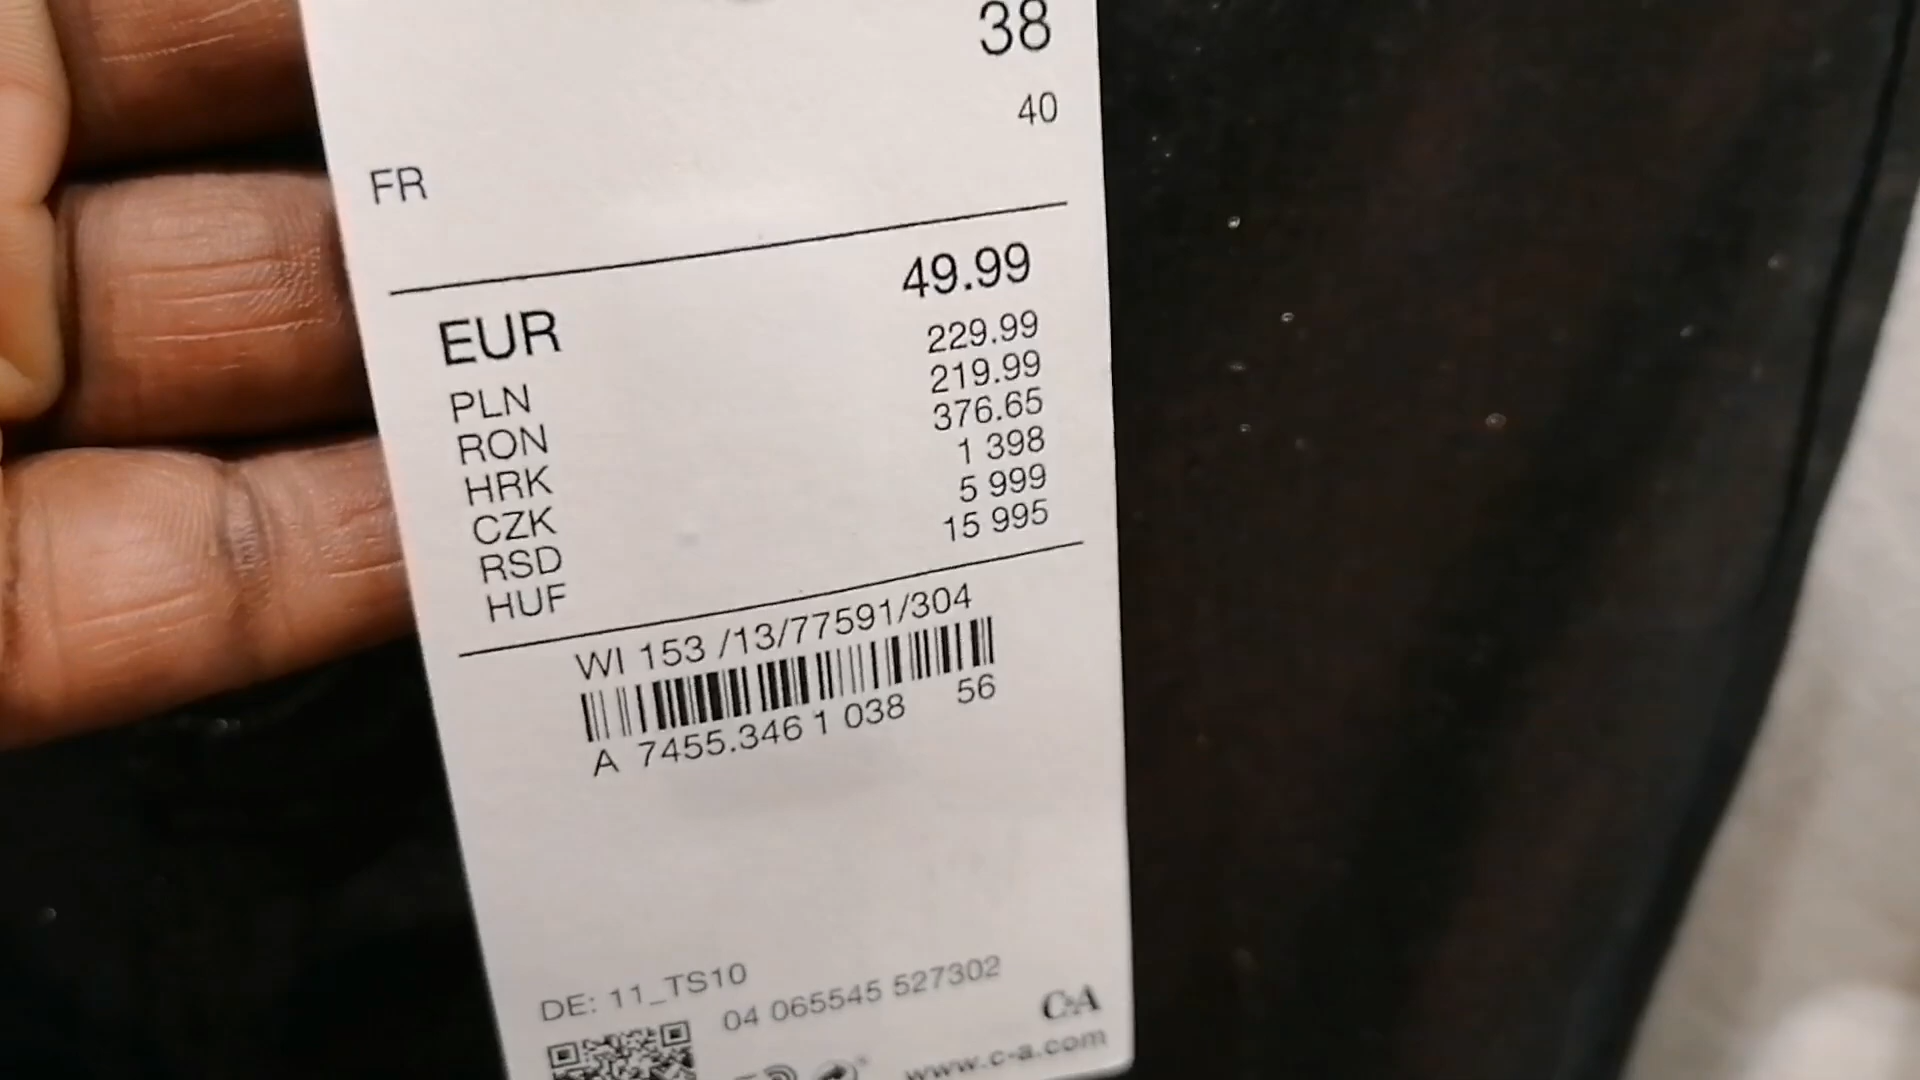 38
40
FR
EUR 49.99
PLN 229.99
RON 219.99
HRK 376.65
CZK 1 398
RSD 5 999
HUF 15 995
WI 153 /13/77591/304
A 7455.346 1 038 56
DE: 11_TS10
04 065545 527302
C&A
www.c-a.com